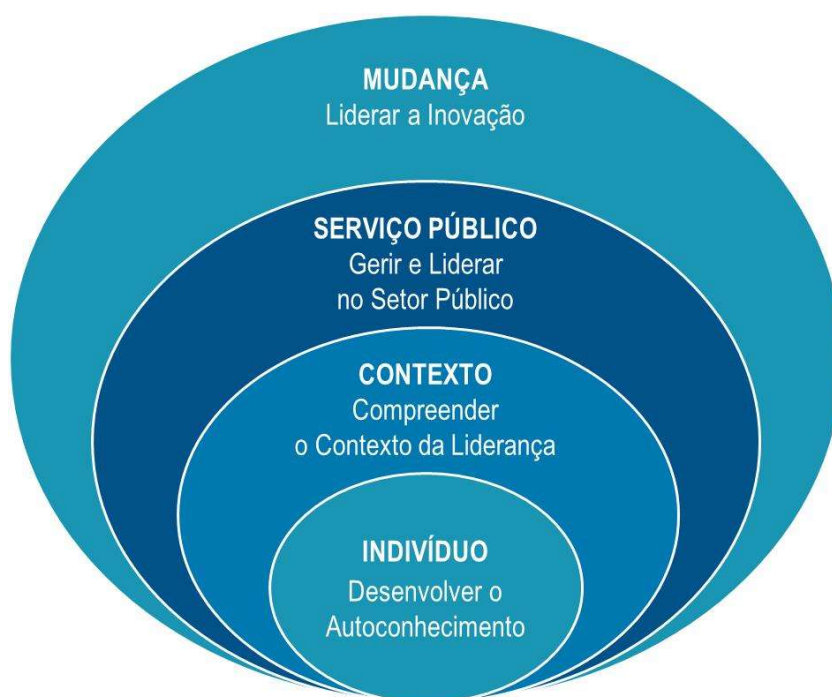 MUDANÇA
Liderar a Inovação
SERVIÇO PÚBLICO
Gerir e Liderar
no Setor Público
CONTEXTO
Compreender
o Contexto da Liderança
INDIVÍDUO
Desenvolver o
Autoconhecimento